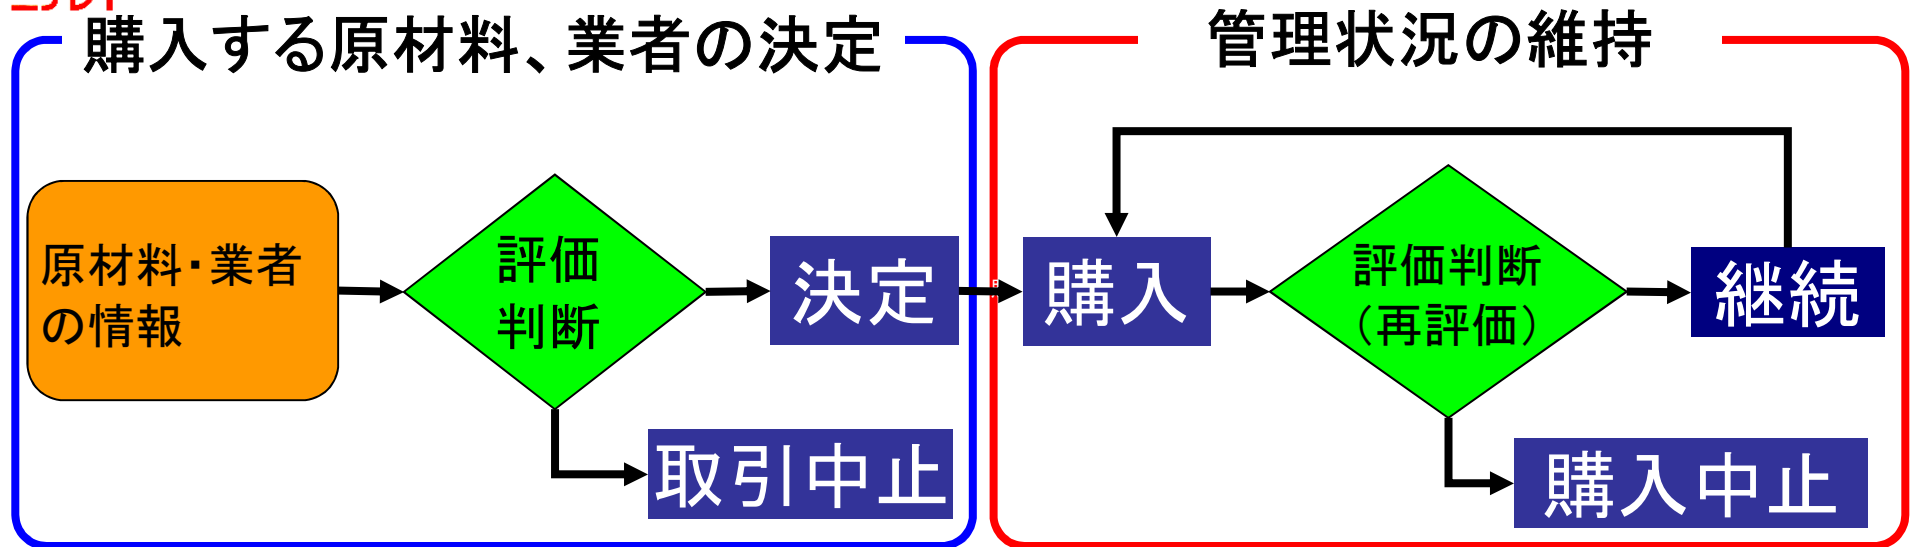 購入する原材料、業者の決定
管理状況の維持
原材料・業者
の情報
評価
判断
決定
取引中止
購入
評価判断
（再評価）
継続
購入中止